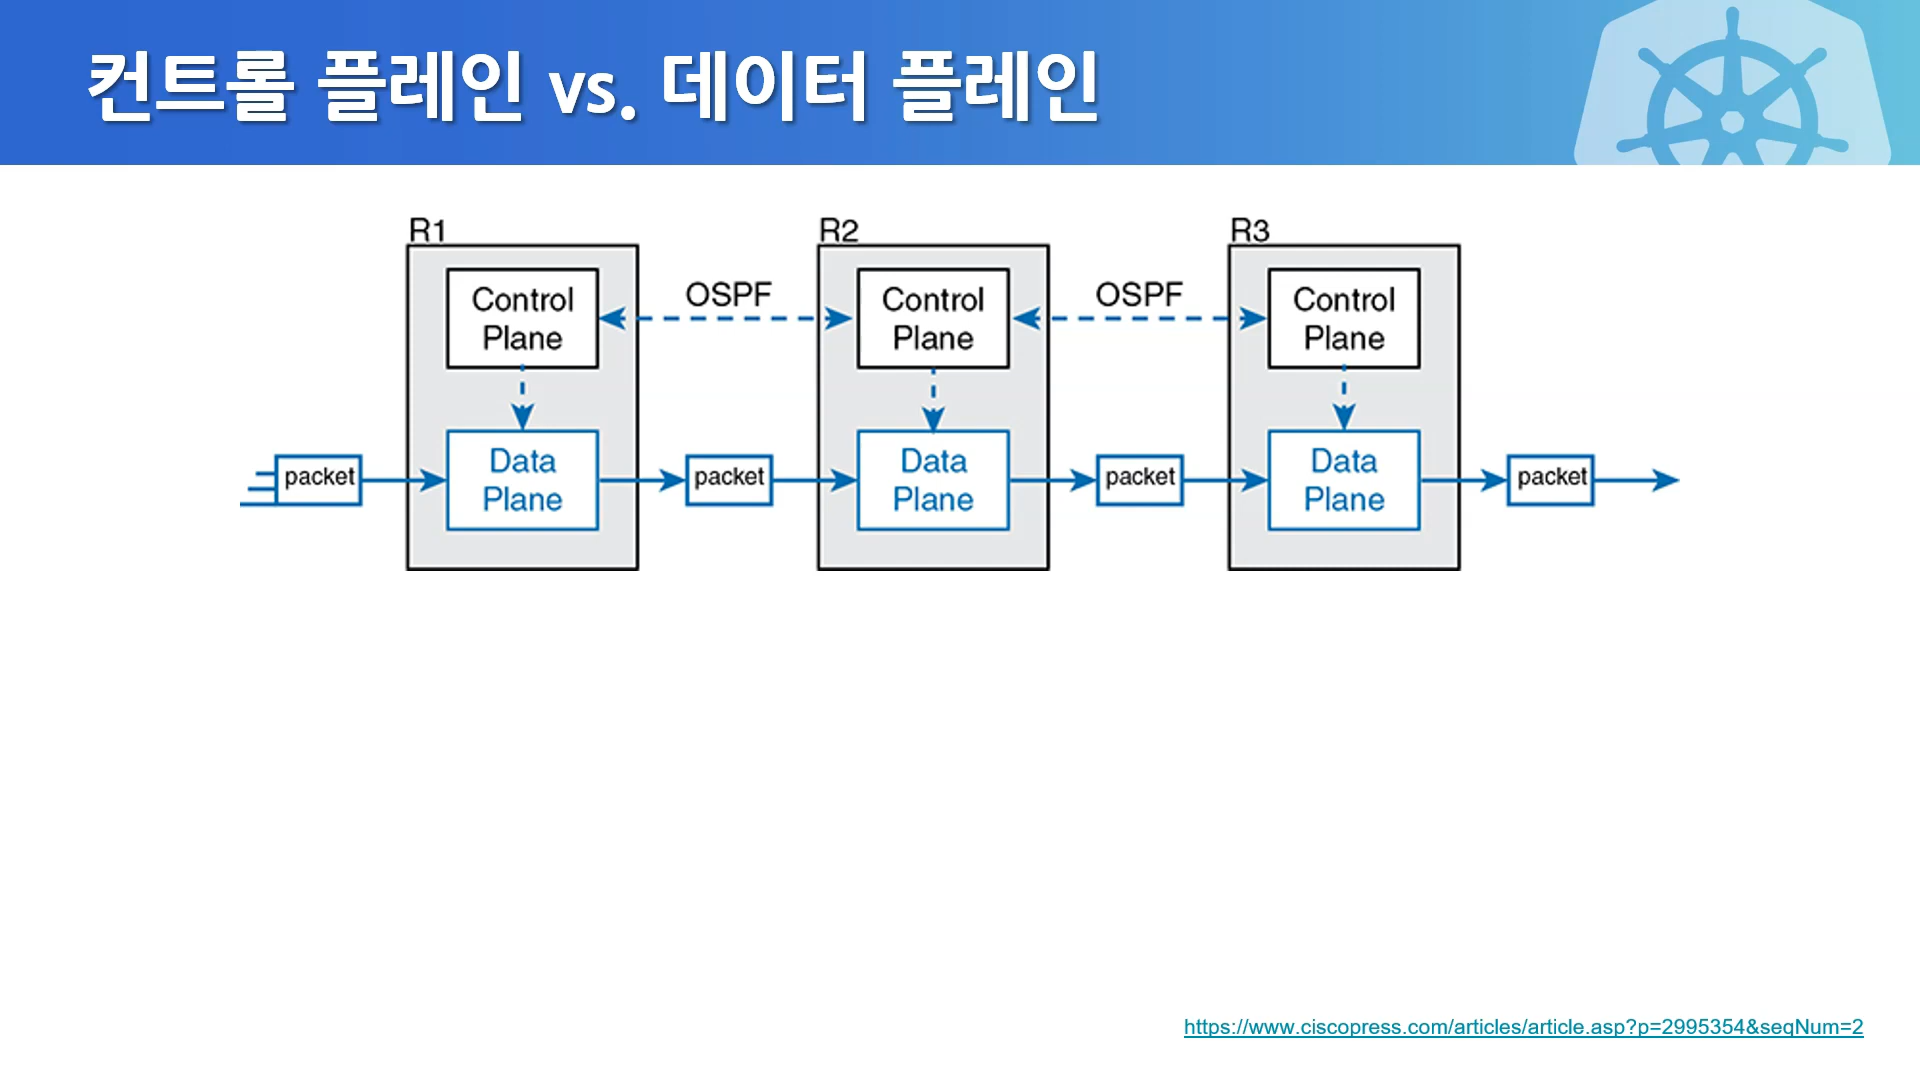 컨트롤 플레인 vs. 데이터 플레인
R1
R2
R3
Control
Plane
OSPF
Control
Plane
OSPF
Control
Plane
packet
Data
Plane
packet
Data
Plane
packet
Data
Plane
packet
https://www.ciscopress.com/articles/article.asp?p=2995354&seqNum=2